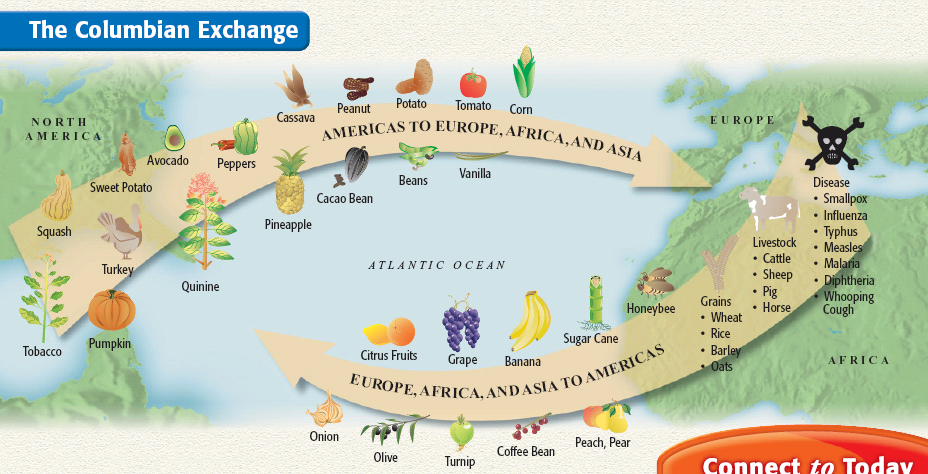 The Columbian Exchange
NORTH
AMERICA
Squash
Sweet Potato
Avocado
Peppers
Cassava
Peanut
Potato
Tomato
Corn
AMERICAS TO EUROPE, AFRICA, AND ASIA
Tobacco
Pumpkin
Turkey
Quinine
Pineapple
Cacao Bean
Beans
Vanilla
ATLANTIC OCEAN
EUROPE
Disease
• Smallpox
• Influenza
• Typhus
• Measles
• Malaria
• Diphtheria
• Whooping
Cough
Livestock
• Cattle
• Sheep
• Pig
• Horse
Grains
• Wheat
• Rice
• Barley
• Oats
Honeybee
Sugar Cane
Banana
Grape
Citrus Fruits
EUROPE, AFRICA, AND ASIA TO AMERICAS
AFRICA
Onion
Olive
Turnip
Coffee Bean
Peach, Pear
Connect to Today